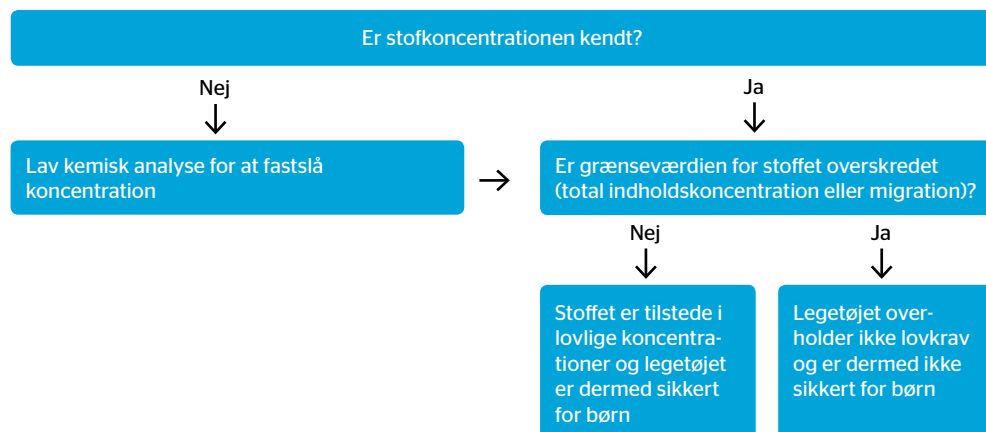 Er stofkoncentrationen kendt?
Nej
Ja
Lav kemisk analyse for at fastslå
koncentration
Er grænseværdien for stoffet overskredet
(total indholdskoncentration eller migration)?
Nej
Ja
Stoffet er tilstede i
lovlige koncentra-
tioner og legetøjet
er dermed sikkert
for børn
Legetøjet over-
holder ikke lovkrav
og er dermed ikke
sikkert for børn